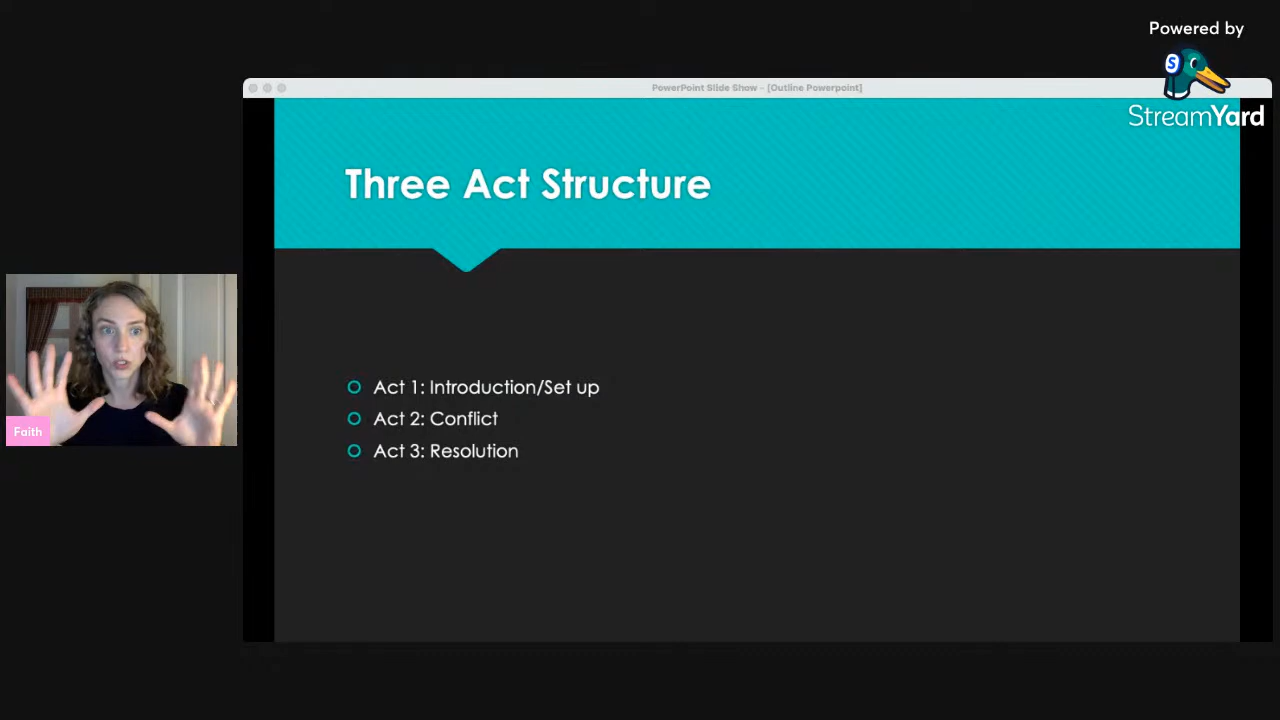 Powered by
S
StreamYard
PowerPoint Slide Show - [Outline Powerpoint]
Three Act Structure
Act 1: Introduction/Set up
Act 2: Conflict
Act 3: Resolution
Faith